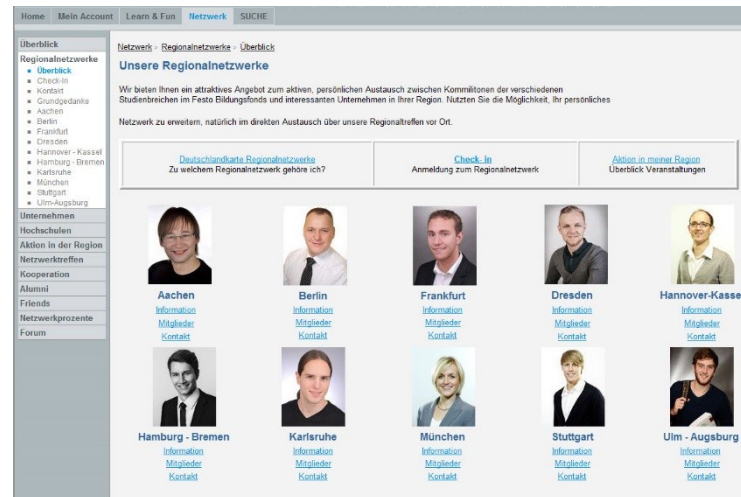 Home Mein Account Learn & Fun Netzwerk SUCHE
Überblick
Regionalnetzwerke
Überblick
Check-In
Kontakt
Grundgedanke
Aachen
Berlin
Frankfurt
Dresden
Hannover - Kassel
Hamburg - Bremen
Karlsruhe
München
Stuttgart
Ulm-Augsburg
Unternehmen
Hochschulen
Aktion in der Region
Netzwerktreffen
Kooperation
Alumni
Friends
Netzwerkprozente
Forum
Netzwerk » Regionalnetzwerke » Überblick
Unsere Regionalnetzwerke
Wir bieten Ihnen ein attraktives Angebot zum aktiven, persönlichen Austausch zwischen Kommilitonen der verschiedenen
Studienbreichen im Festo Bildungsfonds und interessanten Unternehmen in Ihrer Region. Nutzten Sie die Möglichkeit, Ihr persönliches
Netzwerk zu erweitern, natürlich im direkten Austausch über unsere Regionaltreffen vor Ort.
Deutschlandkarte Regionalnetzwerke Check- In Aktion in meiner Region
Zu welchem Regionalnetzwerk gehöre ich? Anmeldung zum Regionalnetzwerk Überblick Veranstaltungen
Aachen Berlin Frankfurt Dresden Hannover-Kasse
Information Information Information Information Information
Mitglieder Mitglieder Mitglieder Mitglieder Mitglieder
Kontakt Kontakt Kontakt Kontakt Kontakt
Hamburg - Bremen Karlsruhe München Stuttgart Ulm - Augsburg
Information Information Information Information Information
Mitglieder Mitglieder Mitglieder Mitglieder Mitglieder
Kontakt Kontakt Kontakt Kontakt Kontakt